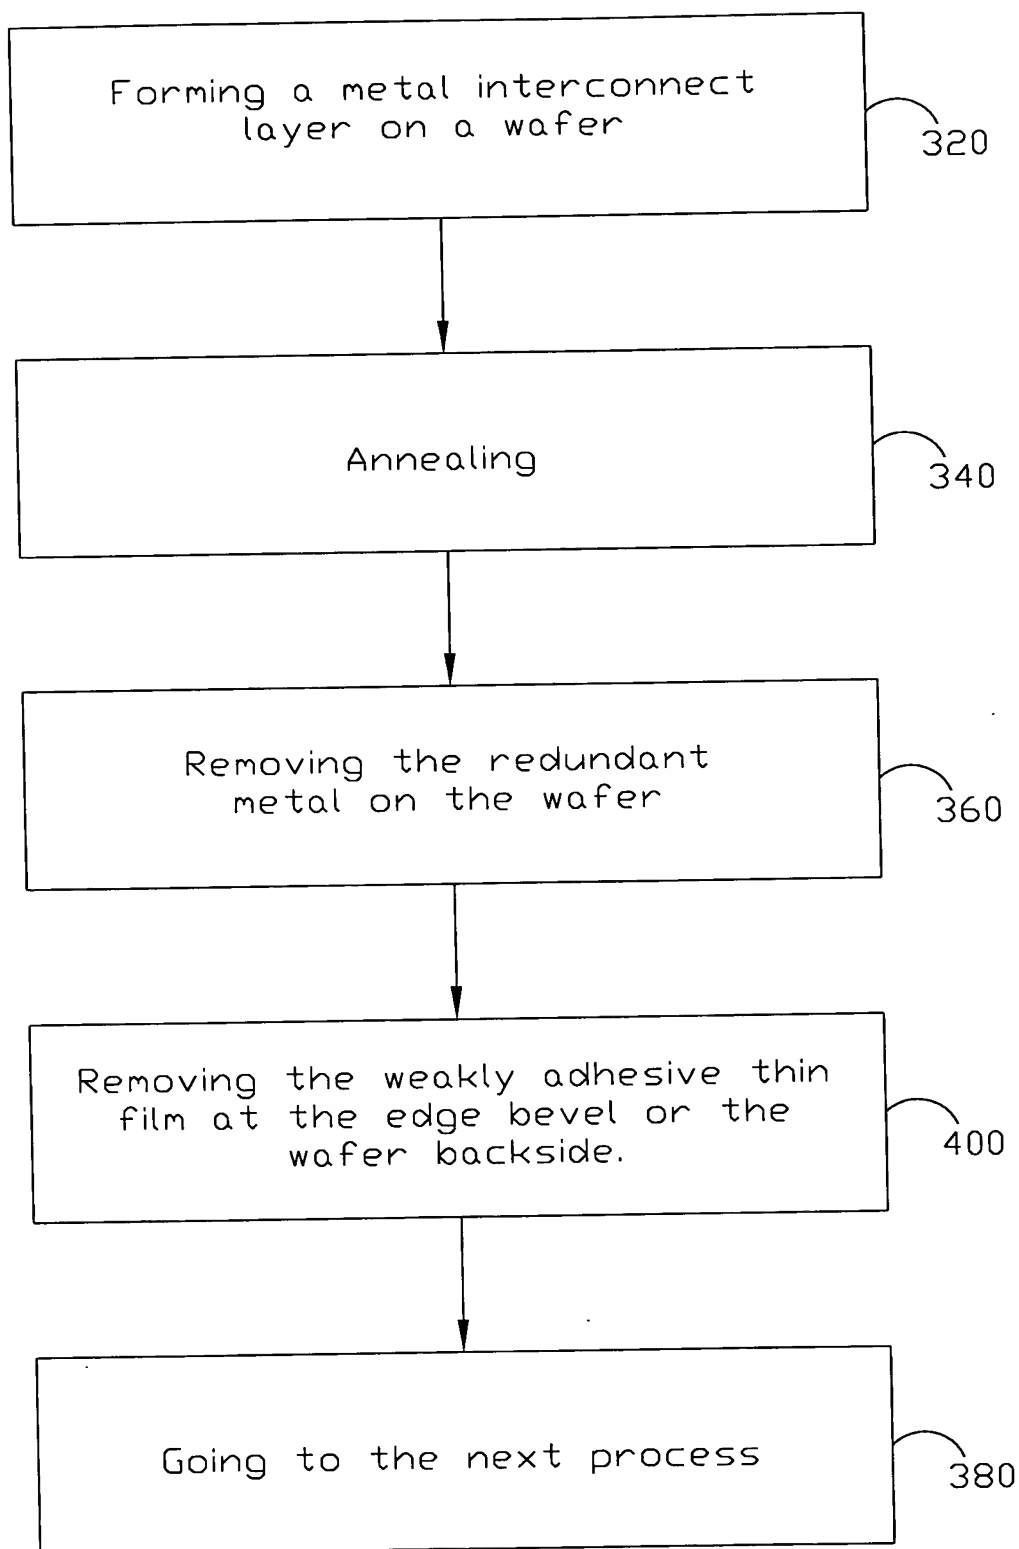 Forming a metal interconnect
layer on a wafer
320
Annealing
340
Removing the redundant
metal on the wafer
360
Removing the weakly adhesive thin
film at the edge bevel or the
wafer backside.
400
Going to the next process
380